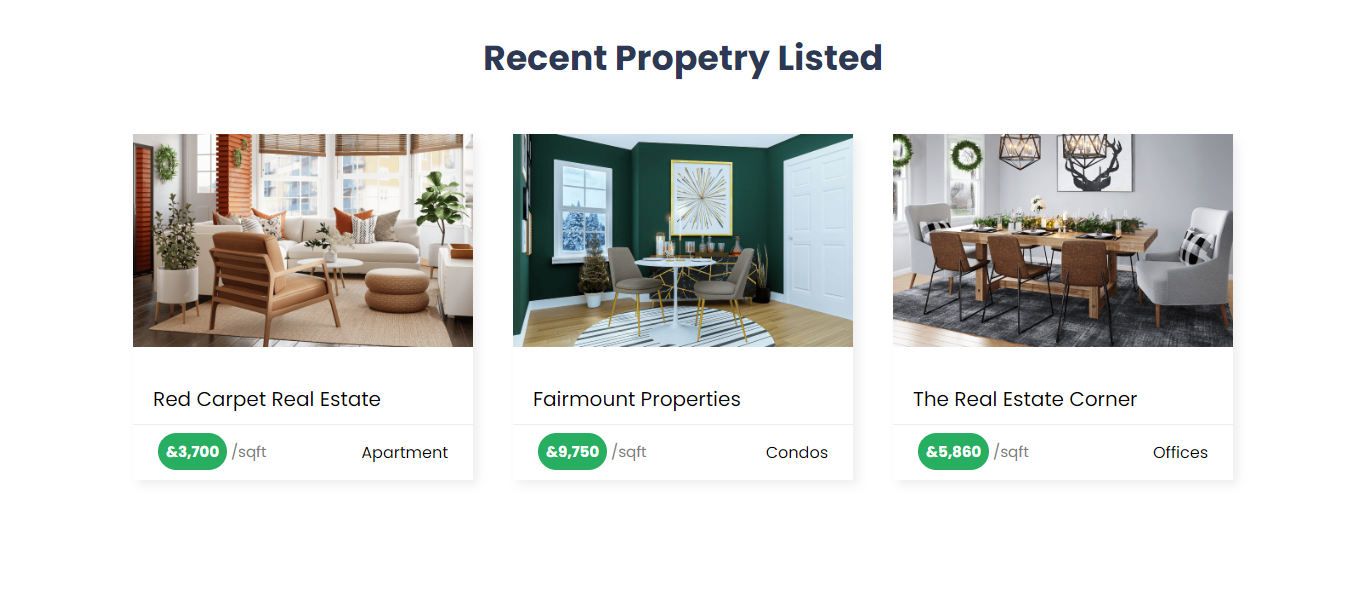 Recent Propetry Listed
Red Carpet Real Estate
Fairmount Properties
The Real Estate Corner
&3,700 /sqft Apartment
&9,750 /sqft Condos
&5,860 /sqft Offices